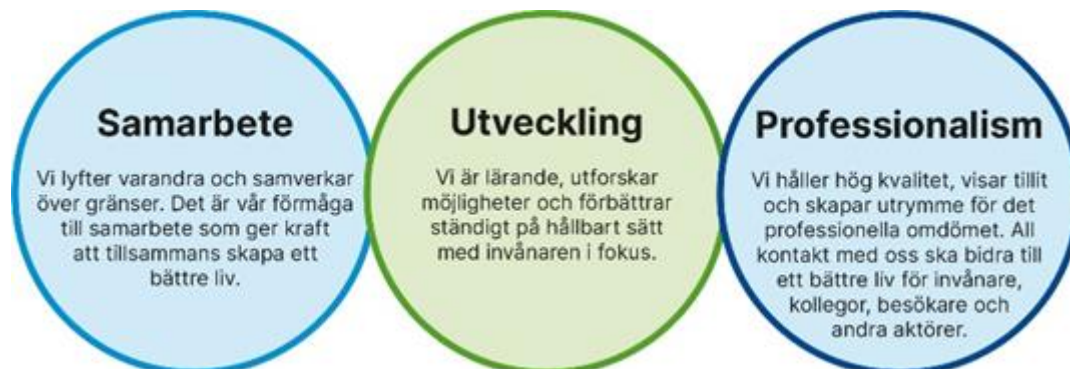 Samarbete
Vi lyfter varandra och samverkar
över gränser. Det är vår förmåga
till samarbete som ger kraft
att tillsammans skapa ett
bättre liv.
Utveckling
Vi är lärande, utforskar
möjligheter och förbättrar
ständigt på hållbart sätt
med invånaren i fokus.
Professionalism
Vi håller hög kvalitet, visar tillit
och skapar utrymme för det
professionella omdömet. All
kontakt med oss ska bidra till
ett bättre liv för invånare,
kollegor, besökare och
andra aktörer.